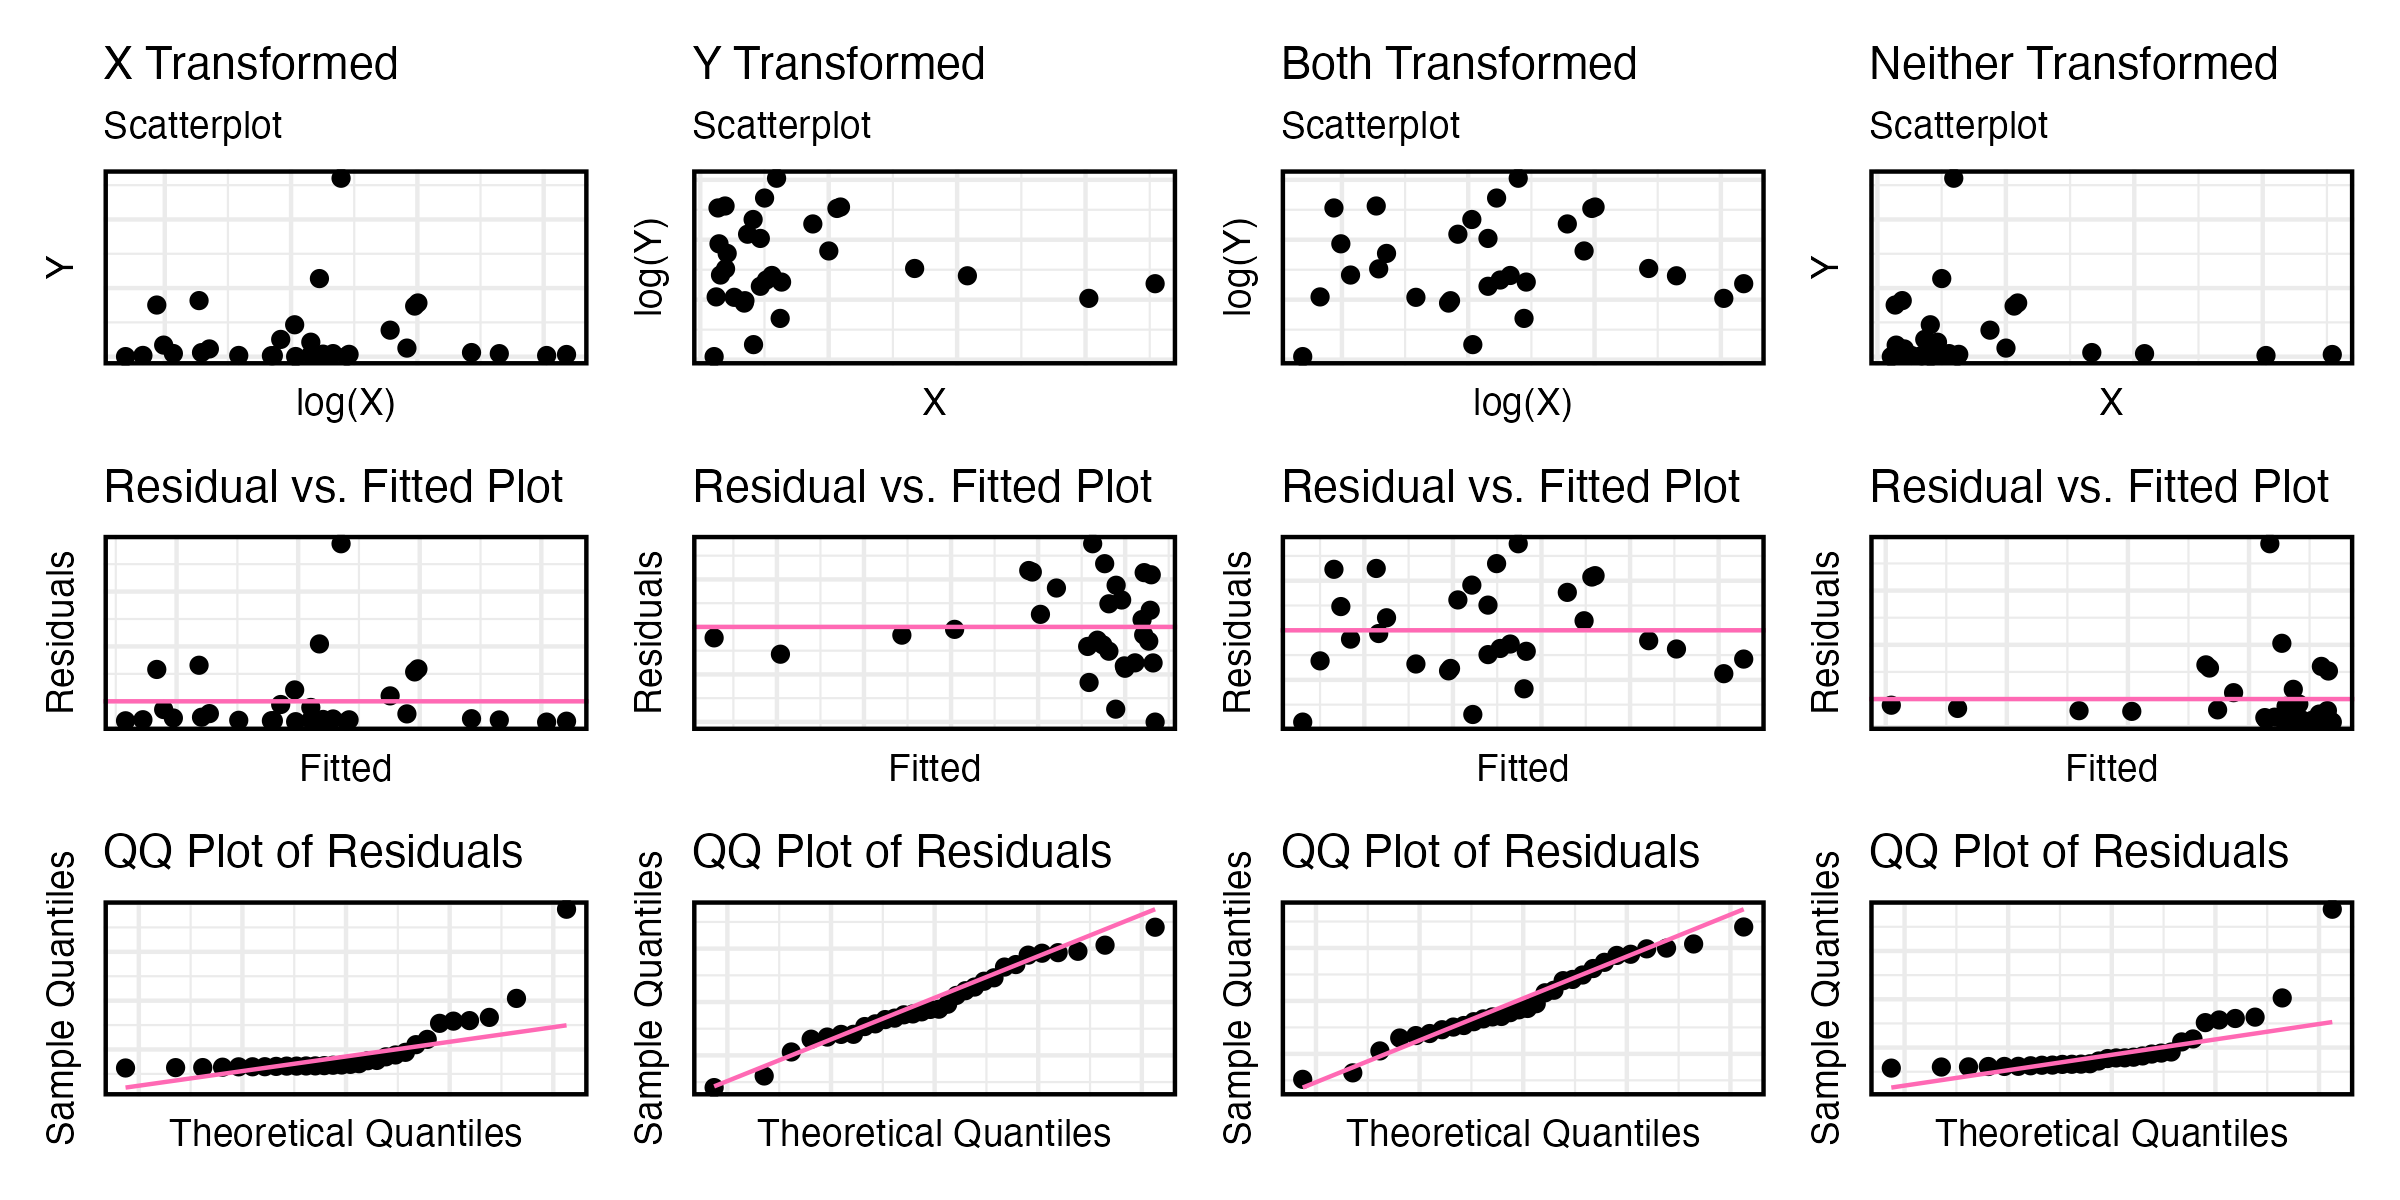 X Transformed
Scatterplot
Y
log(X)
Residual vs. Fitted Plot
Residuals
Fitted
QQ Plot of Residuals
Sample Quantiles
Theoretical Quantiles
Y Transformed
Scatterplot
log(Y)
X
Residual vs. Fitted Plot
Residuals
Fitted
QQ Plot of Residuals
Sample Quantiles
Theoretical Quantiles
Both Transformed
Scatterplot
log(Y)
log(X)
Residual vs. Fitted Plot
Residuals
Fitted
QQ Plot of Residuals
Sample Quantiles
Theoretical Quantiles
Neither Transformed
Scatterplot
Y
X
Residual vs. Fitted Plot
Residuals
Fitted
QQ Plot of Residuals
Sample Quantiles
Theoretical Quantiles